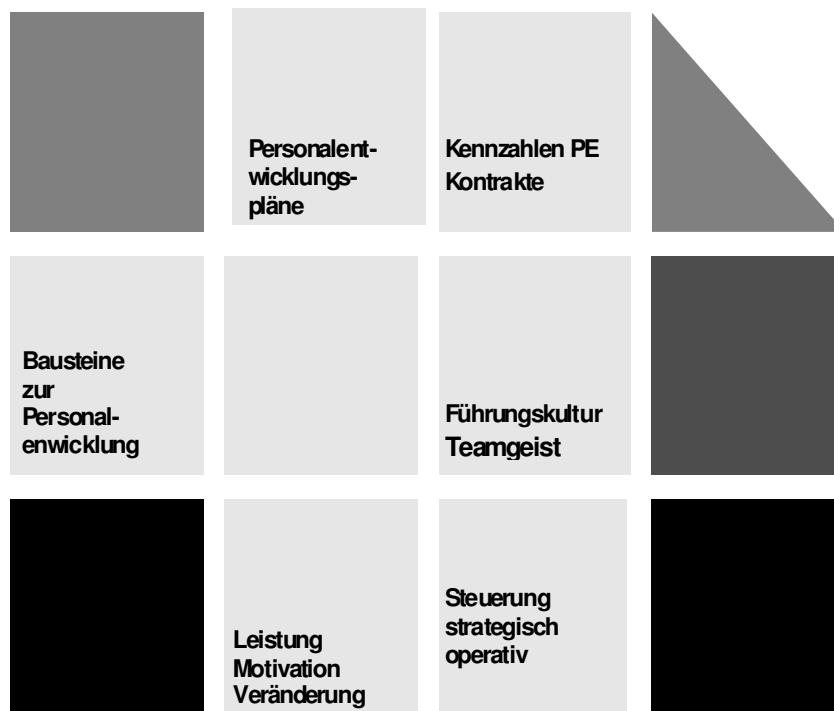 Personalent-
wicklungs-
pläne
Kennzahlen PE
Kontrakte
Bausteine
zur
Personal-
enwicklung
Führungskultur
Teamgeist
Leistung
Motivation
Veränderung
Steuerung
strategisch
operativ